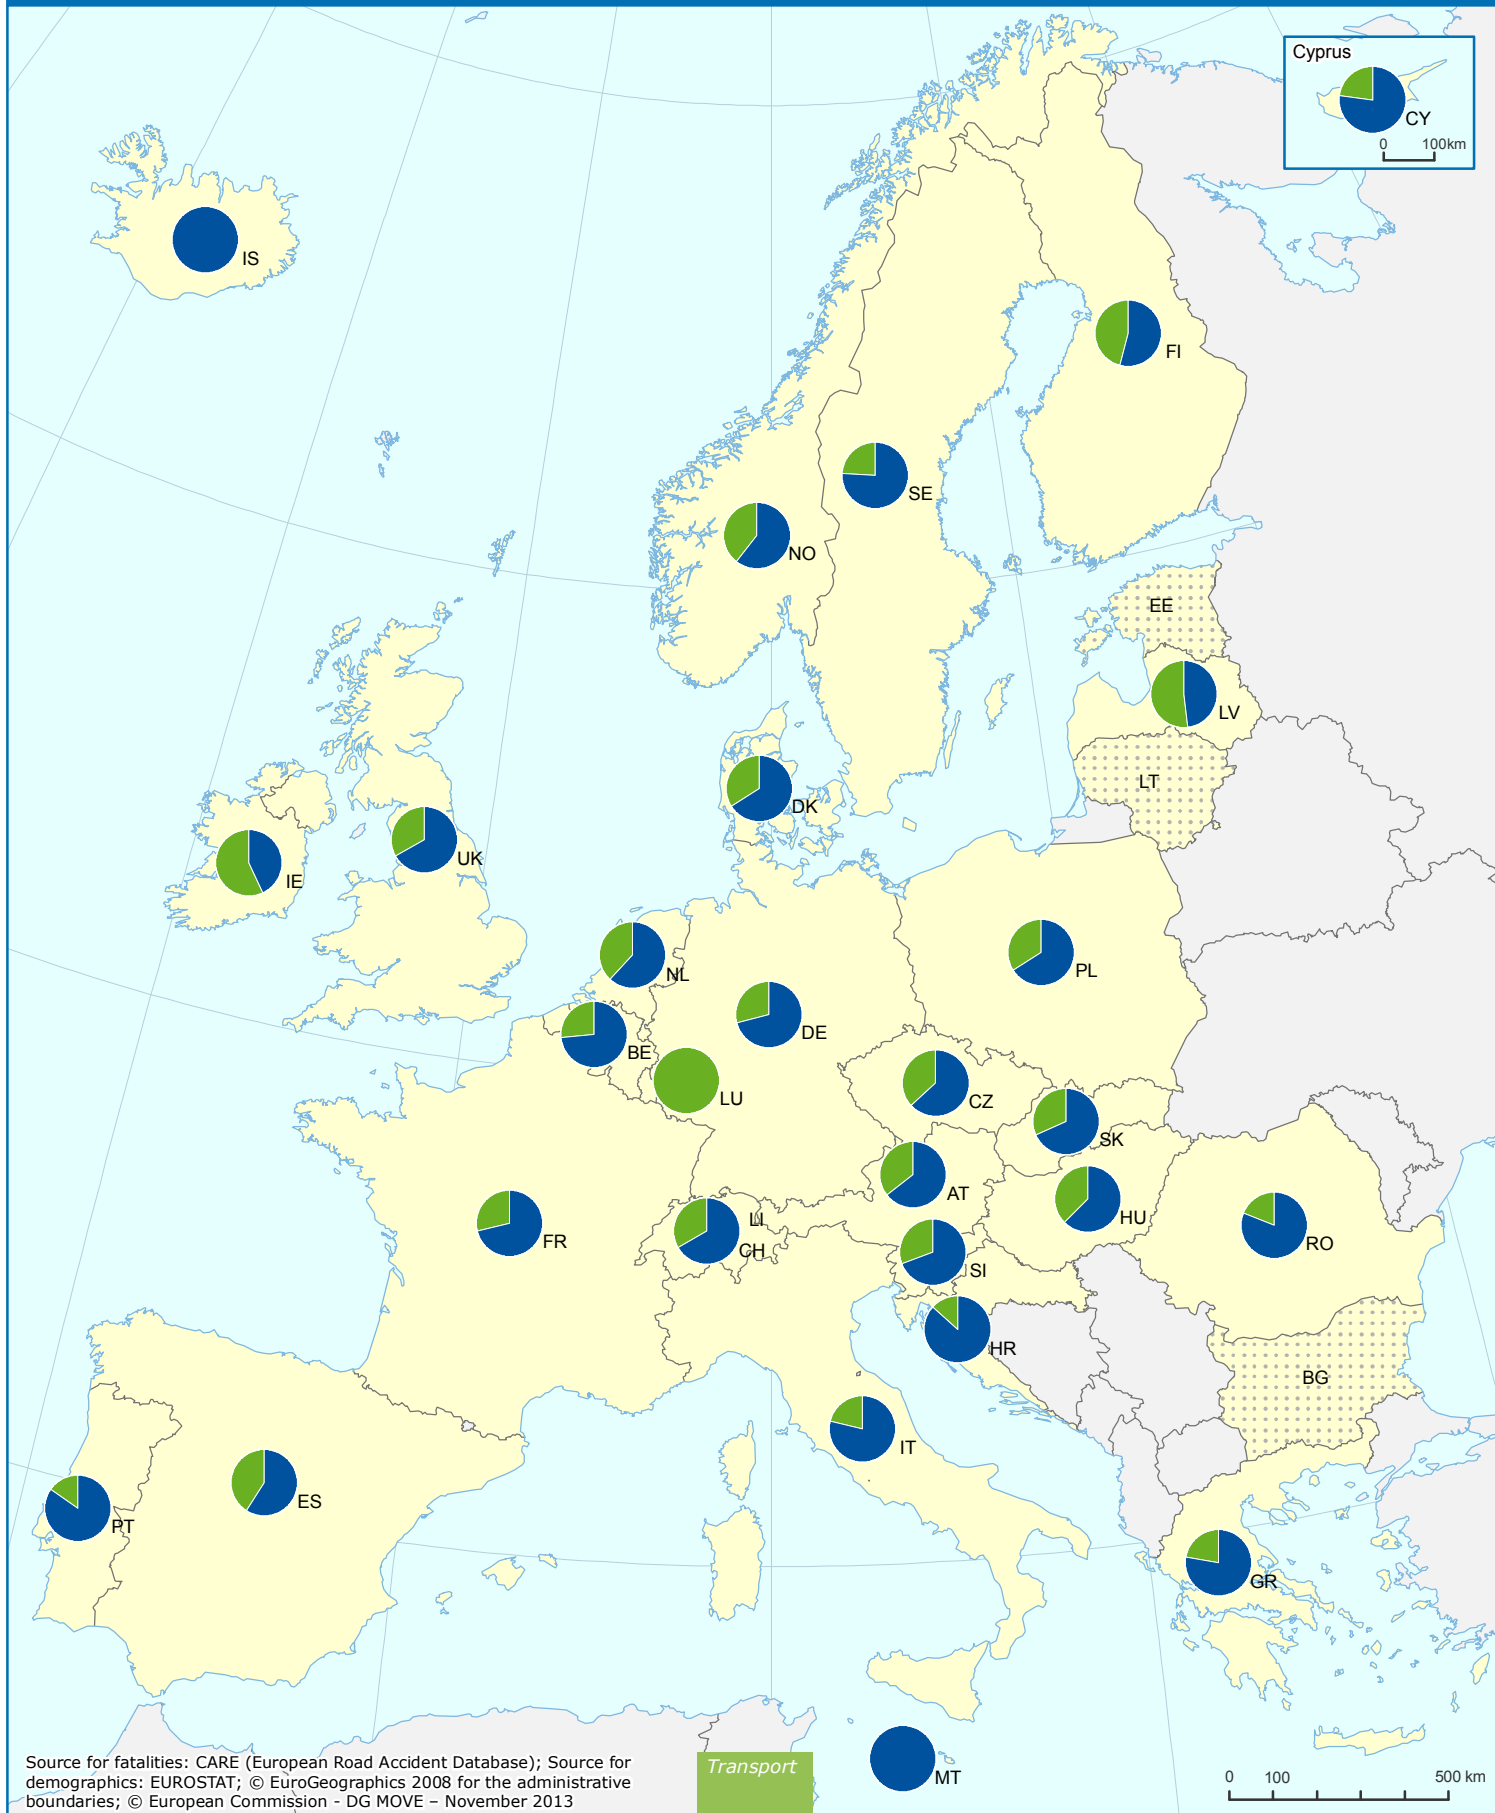 Cyprus
CY
0 100km
IS
FI
SE
NO
EE
LV
LT
DK
UK
IE
NL
PL
DE
BE
LU
CZ
SK
AT
HU
LI
CH
FR
RO
SI
HR
BG
IT
ES
PT
GR
MT
Source for fatalities: CARE (European Road Accident Database); Source for
demographics: EUROSTAT; © EuroGeographics 2008 for the administrative
boundaries; © European Commission - DG MOVE – November 2013
Transport
0 100 500 km